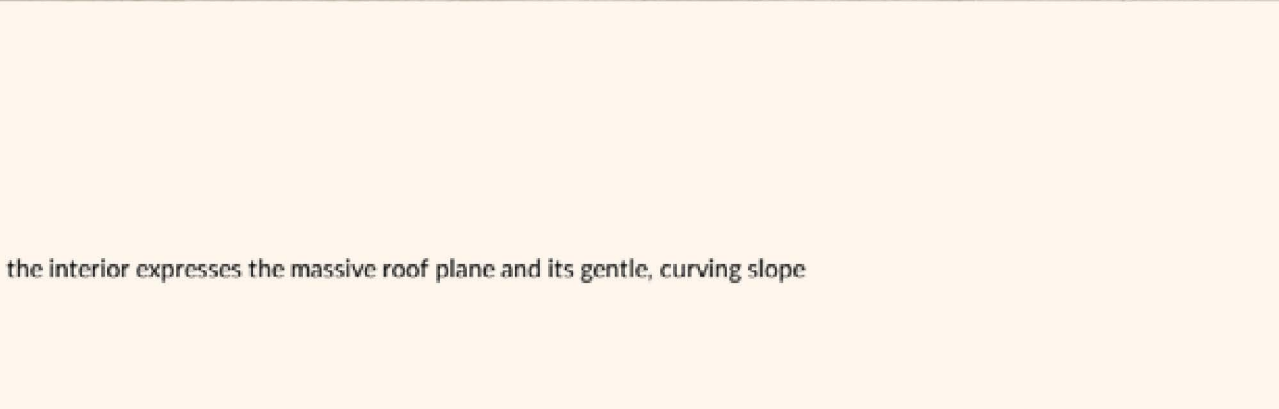 the interior expresses the massive roof plane and its gentle, curving slope